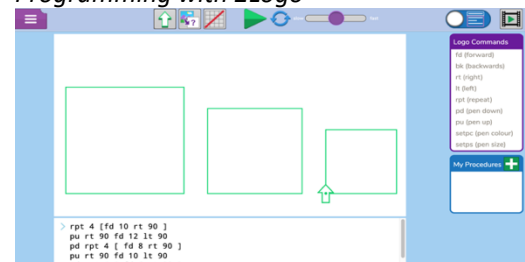 Programming with 2Logo
Logo Commands
fd (forward)
bk (backwards)
rt (right)
lt (left)
rpt (repeat)
pd (pen down)
pu (pen up)
setpc (pen colour)
setps (pen size)
My Procedures
> rpt 4 [fd 10 rt 90 ]
pu rt 90 fd 12 lt 90
pd rpt 4 [ fd 8 rt 90 ]
pu rt 90 fd 10 lt 90